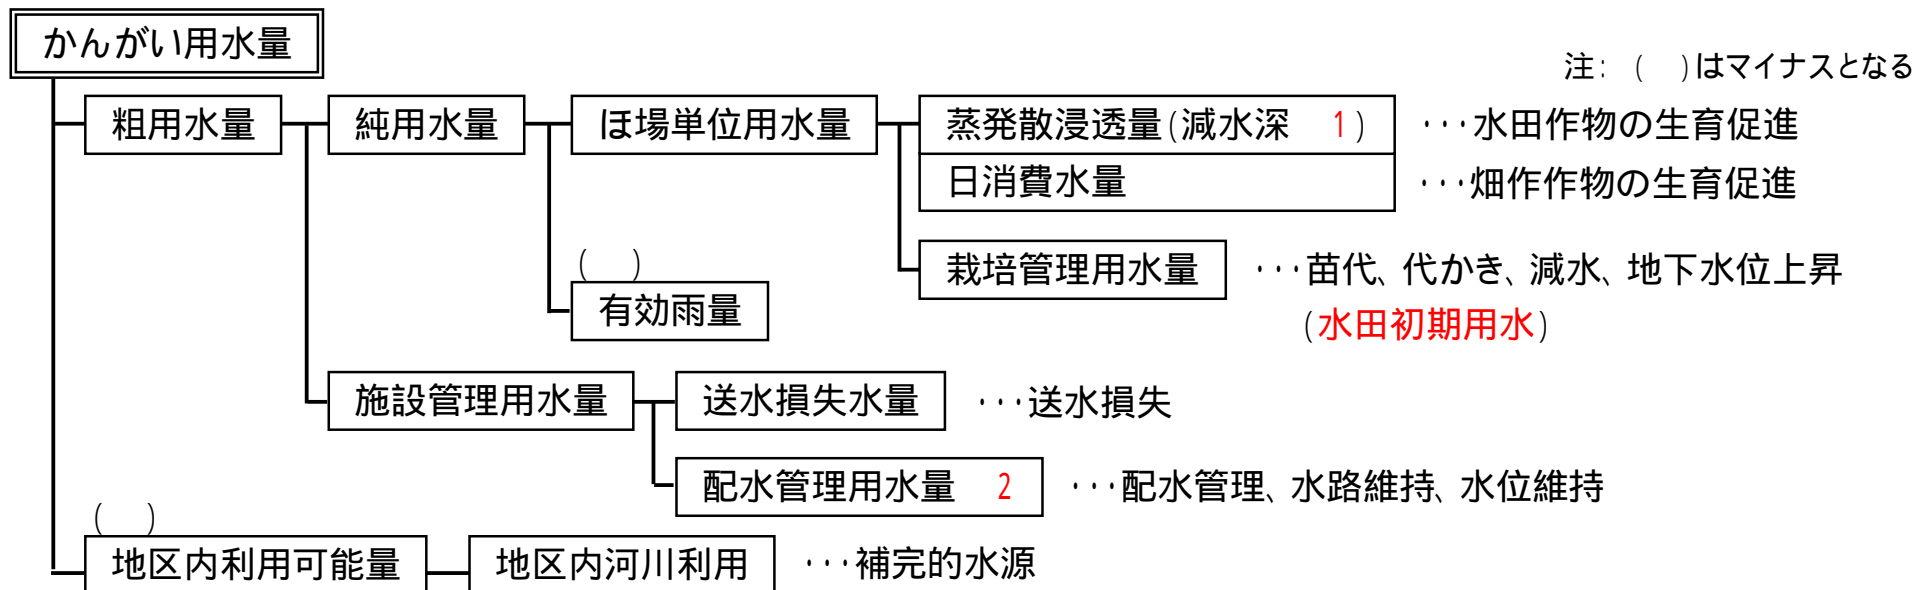 かんがい用水量
注：（　）はマイナスとなる
粗用水量
純用水量
ほ場単位用水量
蒸発散浸透量(減水深　1)
･･･水田作物の生育促進
日消費水量
･･･畑作作物の生育促進
栽培管理用水量
･･･苗代、代かき、減水、地下水位上昇
(水田初期用水)
(　)
有効雨量
施設管理用水量
送水損失水量
･･･送水損失
配水管理用水量　2
･･･配水管理、水路維持、水位維持
(　)
地区内利用可能量
地区内河川利用
･･･補完的水源